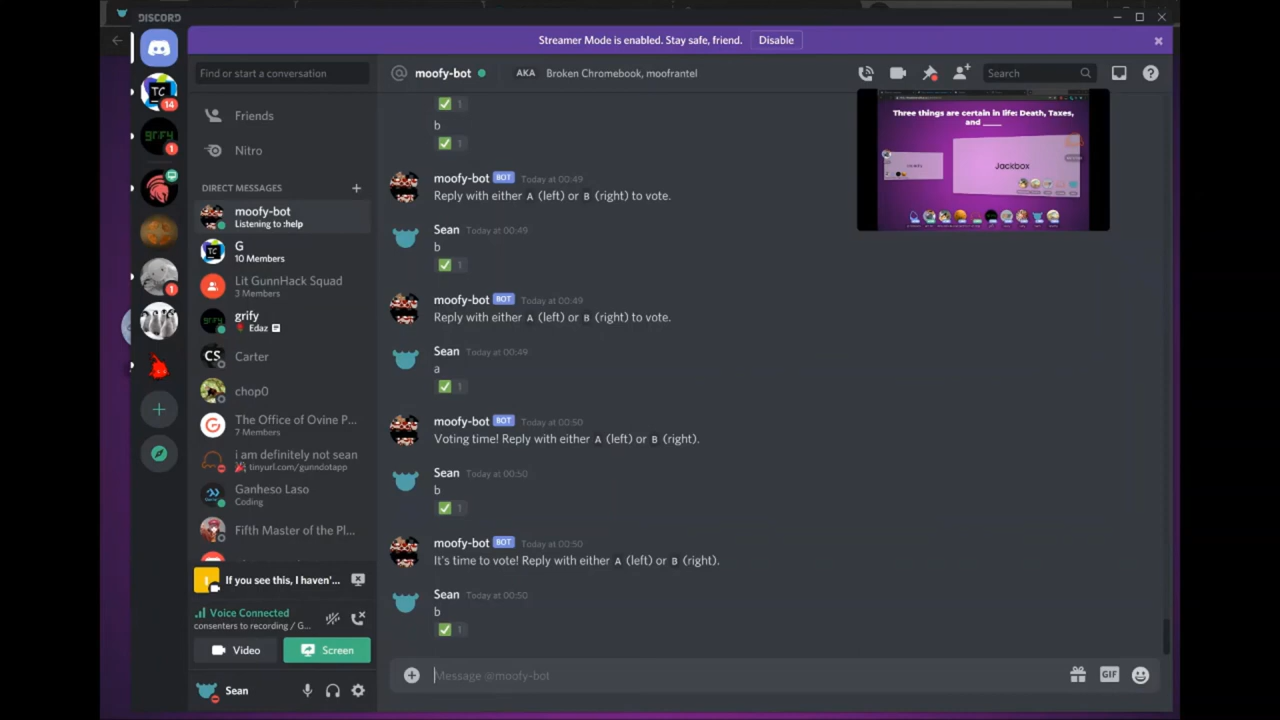 DISCORD
Streamer Mode is enabled. Stay safe, friend.
Disable
Find or start a conversation
Friends
Nitro
DIRECT MESSAGES
moofy-bot
Listening to :help
G
10 Members
Lit GunnHack Squad
3 Members
grify
Edaz
Carter
chop0
The Office of Ovine P...
7 Members
i am definitely not sean
tinyurl.com/gunndotapp
Ganheso Laso
Coding
Fifth Master of the Pl...
If you see this, I haven'...
Voice Connected
consenters to recording / G...
Video
Screen
Sean
TC
14
grify
1
1
TC
CS
@ moofy-bot
AKA Broken Chromebook, moofrantel
Search
1
b
1
moofy-bot BOT Today at 00:49
Reply with either A (left) or B (right) to vote.
Sean Today at 00:49
b
1
moofy-bot BOT Today at 00:49
Reply with either A (left) or B (right) to vote.
Sean Today at 00:49
a
1
moofy-bot BOT Today at 00:50
Voting time! Reply with either A (left) or B (right).
Sean Today at 00:50
b
1
moofy-bot BOT Today at 00:50
It's time to vote! Reply with either A (left) or B (right).
Sean Today at 00:50
b
1
Message @moofy-bot
GIF
Three things are certain in life: Death, Taxes,
and ____
Jackbox